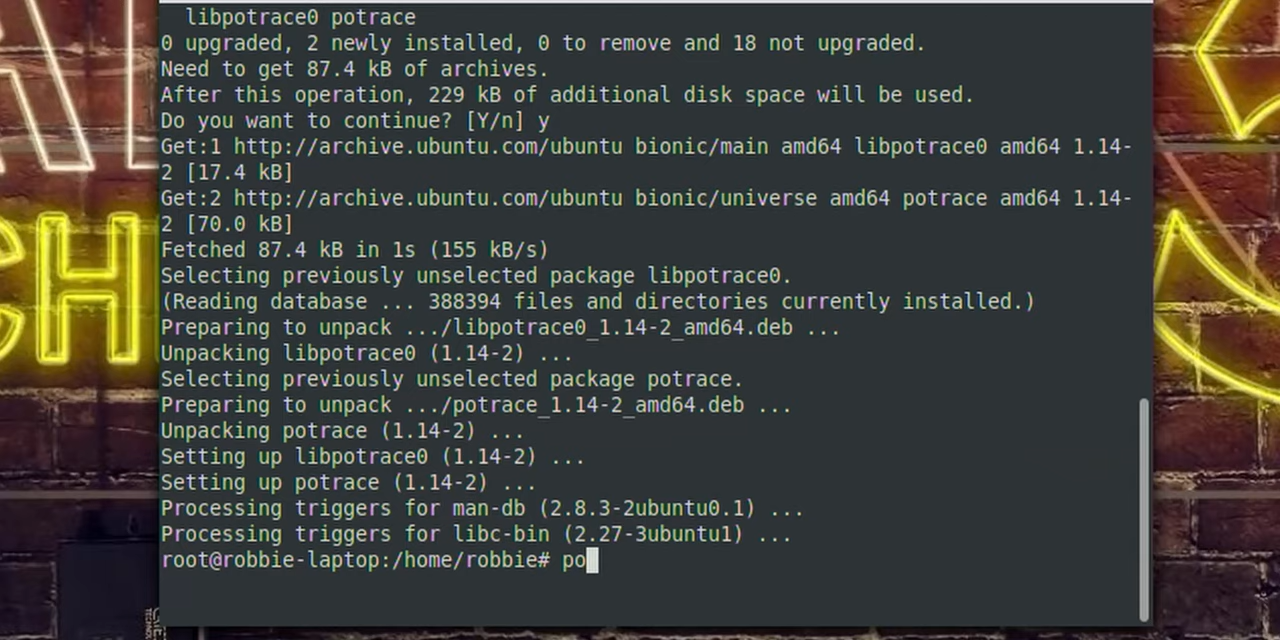 libpotrace0 potrace
0 upgraded, 2 newly installed, 0 to remove and 18 not upgraded.
Need to get 87.4 kB of archives.
After this operation, 229 kB of additional disk space will be used.
Do you want to continue? [Y/n] y
Get:1 http://archive.ubuntu.com/ubuntu bionic/main amd64 libpotrace0 amd64 1.14-
2 [17.4 kB]
Get:2 http://archive.ubuntu.com/ubuntu bionic/universe amd64 potrace amd64 1.14-
2 [70.0 kB]
Fetched 87.4 kB in 1s (155 kB/s)
Selecting previously unselected package libpotrace0.
(Reading database ... 388394 files and directories currently installed.)
Preparing to unpack .../libpotrace0_1.14-2_amd64.deb ...
Unpacking libpotrace0 (1.14-2) ...
Selecting previously unselected package potrace.
Preparing to unpack .../potrace_1.14-2_amd64.deb ...
Unpacking potrace (1.14-2) ...
Setting up libpotrace0 (1.14-2) ...
Setting up potrace (1.14-2) ...
Processing triggers for man-db (2.8.3-2ubuntu0.1) ...
Processing triggers for libc-bin (2.27-3ubuntu1) ...
root@robbie-laptop:/home/robbie# po
CH